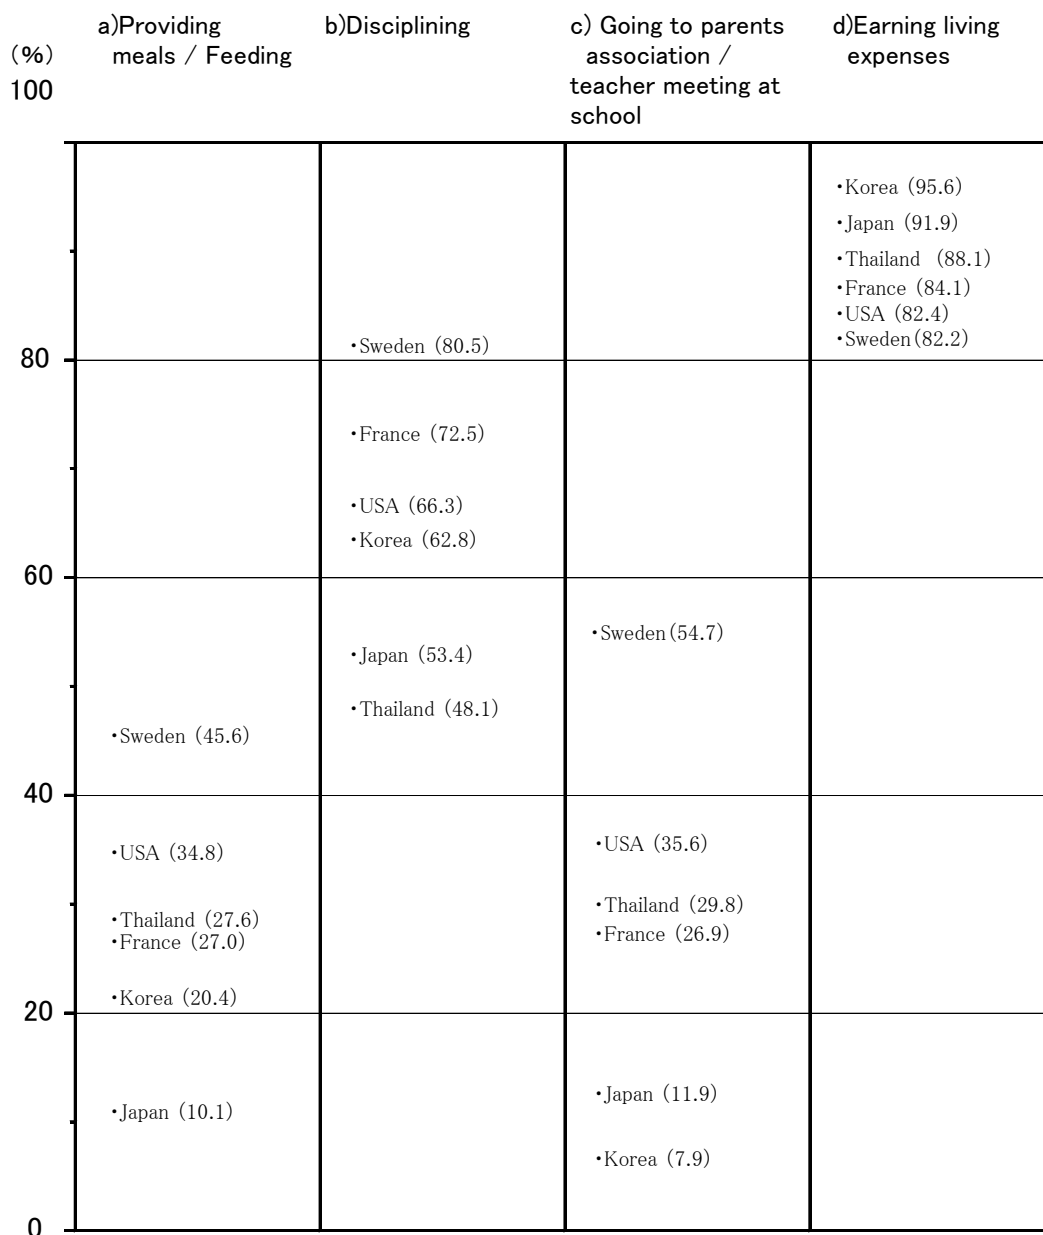 a)Providing
meals / Feeding
b)Disciplining
c) Going to parents
association /
teacher meeting at
school
d)Earning living
expenses
(%)
100
・Korea (95.6)
・Japan (91.9)
・Thailand (88.1)
・France (84.1)
・USA (82.4)
・Sweden(82.2)
・Sweden (80.5)
80
・France (72.5)
・USA (66.3)
・Korea (62.8)
60
・Sweden(54.7)
・Japan (53.4)
・Thailand (48.1)
・Sweden (45.6)
40
・USA (34.8)
・USA (35.6)
・Thailand (27.6)
・France (27.0)
・Thailand (29.8)
・France (26.9)
・Korea (20.4)
20
・Japan (10.1)
・Japan (11.9)
・Korea (7.9)
0